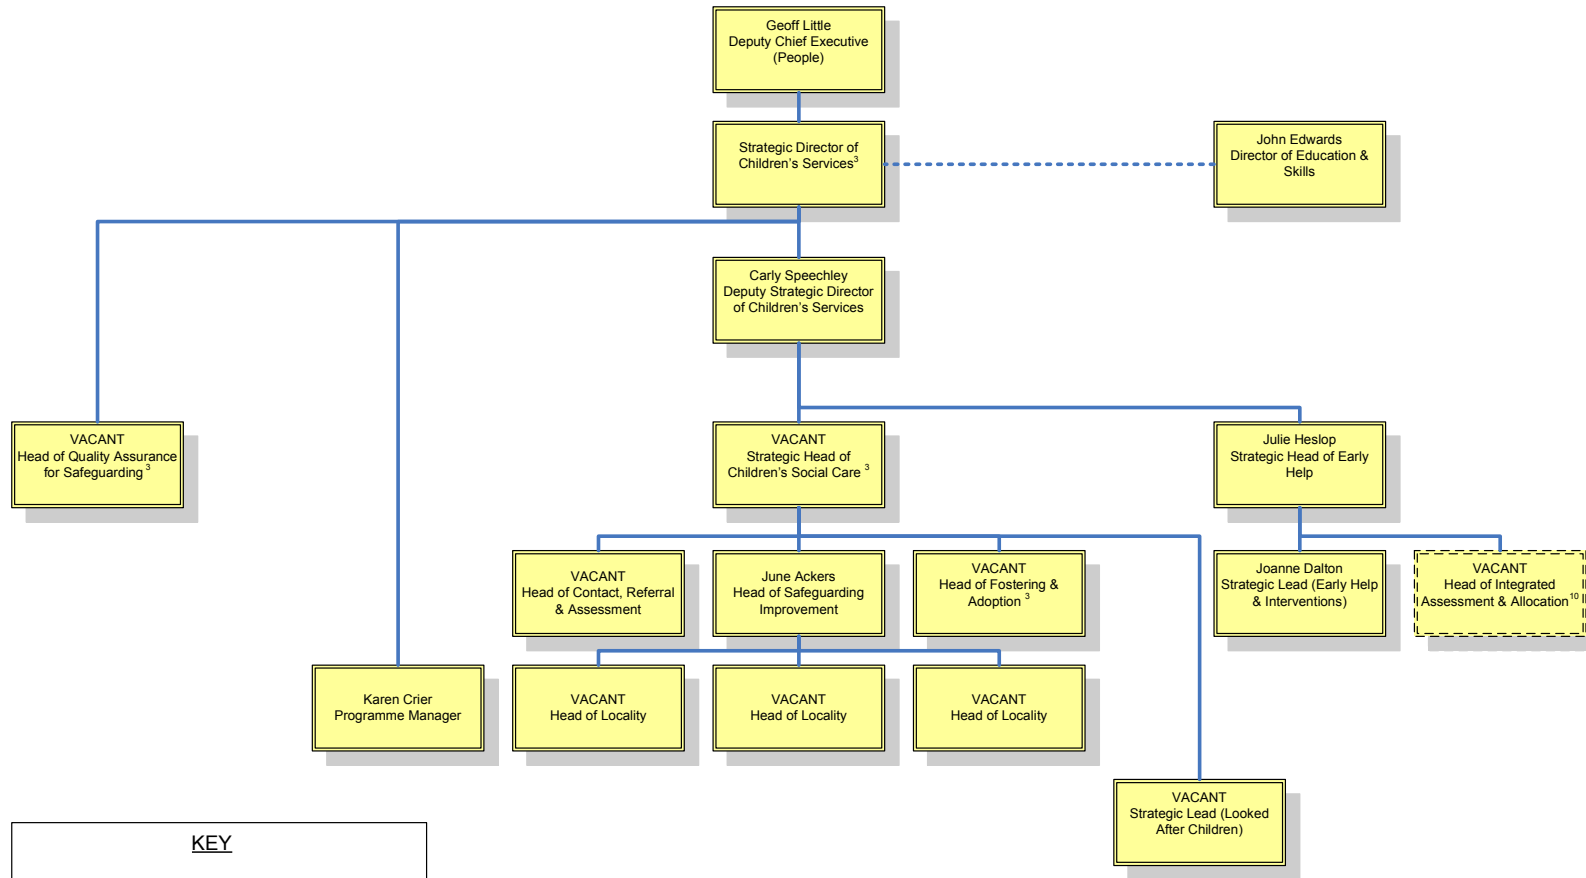 Geoff Little
Deputy Chief Executive
(People)
Strategic Director of
Children’s Services³
John Edwards
Director of Education &
Skills
Carly Speechley
Deputy Strategic Director
of Children’s Services
VACANT
Head of Quality Assurance
for Safeguarding ³
VACANT
Strategic Head of
Children’s Social Care ³
Julie Heslop
Strategic Head of Early
Help
VACANT
Head of Contact, Referral
& Assessment
June Ackers
Head of Safeguarding
Improvement
VACANT
Head of Fostering &
Adoption ³
Joanne Dalton
Strategic Lead (Early Help
& Interventions)
VACANT
Head of Integrated
Assessment & Allocation¹⁰
Karen Crier
Programme Manager
VACANT
Head of Locality
VACANT
Head of Locality
VACANT
Head of Locality
VACANT
Strategic Lead (Looked
After Children)
KEY